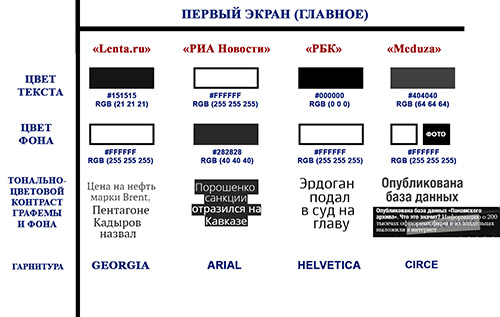 ПЕРВЫЙ ЭКРАН (ГЛАВНОЕ)
«Lenta.ru» «РИА Новости» «РБК» «Meduza»
ЦВЕТ
ТЕКСТА
#151515
RGB (21 21 21)
#FFFFFF
RGB (255 255 255)
#000000
RGB (0 0 0)
#404040
RGB (64 64 64)
ЦВЕТ
ФОНА
#FFFFFF
RGB (255 255 255)
#282828
RGB (40 40 40)
#FFFFFF
RGB (255 255 255)
ФОТО
#FFFFFF
RGB (255 255 255)
ТОНАЛЬНО-
ЦВЕТОВОЙ
КОНТРАСТ
ГРАФЕМЫ
И ФОНА
Цена на нефть
марки Brent,
Пентагоне
Кадыров
назвал
Порошенко
санкции
отразился на
Кавказе
Эрдоган
подал
в суд на
главу
Опубликована
база данных
Опубликована база данных «Панамского
архива». Что это значит? Информацию о 200
тысячах офшорных фирм и их владельцах
выложили в интернет
ГАРНИТУРА GEORGIA ARIAL HELVETICA CIRCE